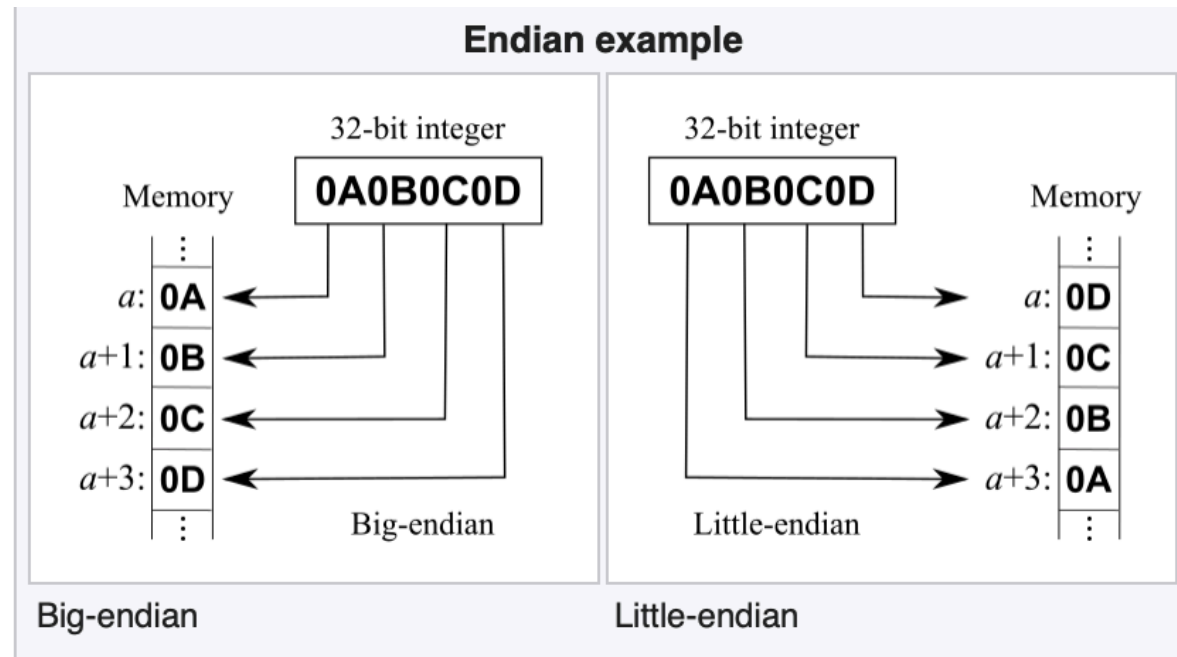 Endian example
32-bit integer
0A0B0C0D
Memory
⋮
a: 0A
a+1: 0B
a+2: 0C
a+3: 0D
⋮
Big-endian
32-bit integer
0A0B0C0D
Memory
⋮
a: 0D
a+1: 0C
a+2: 0B
a+3: 0A
⋮
Little-endian
Big-endian
Little-endian